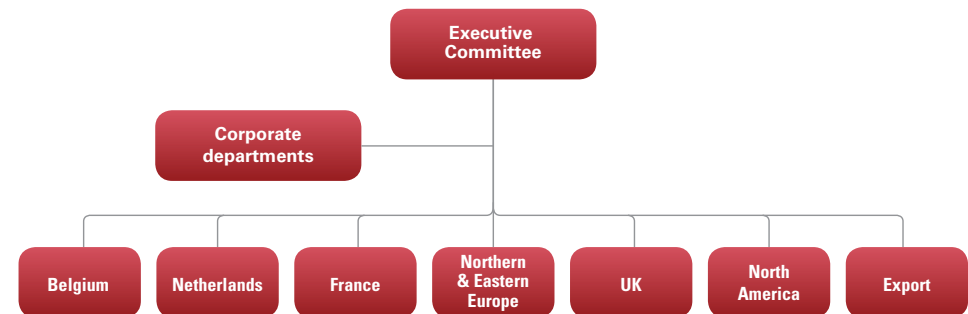 Executive
Committee
Corporate
departments
Belgium
Netherlands
France
Northern
& Eastern
Europe
UK
North
America
Export